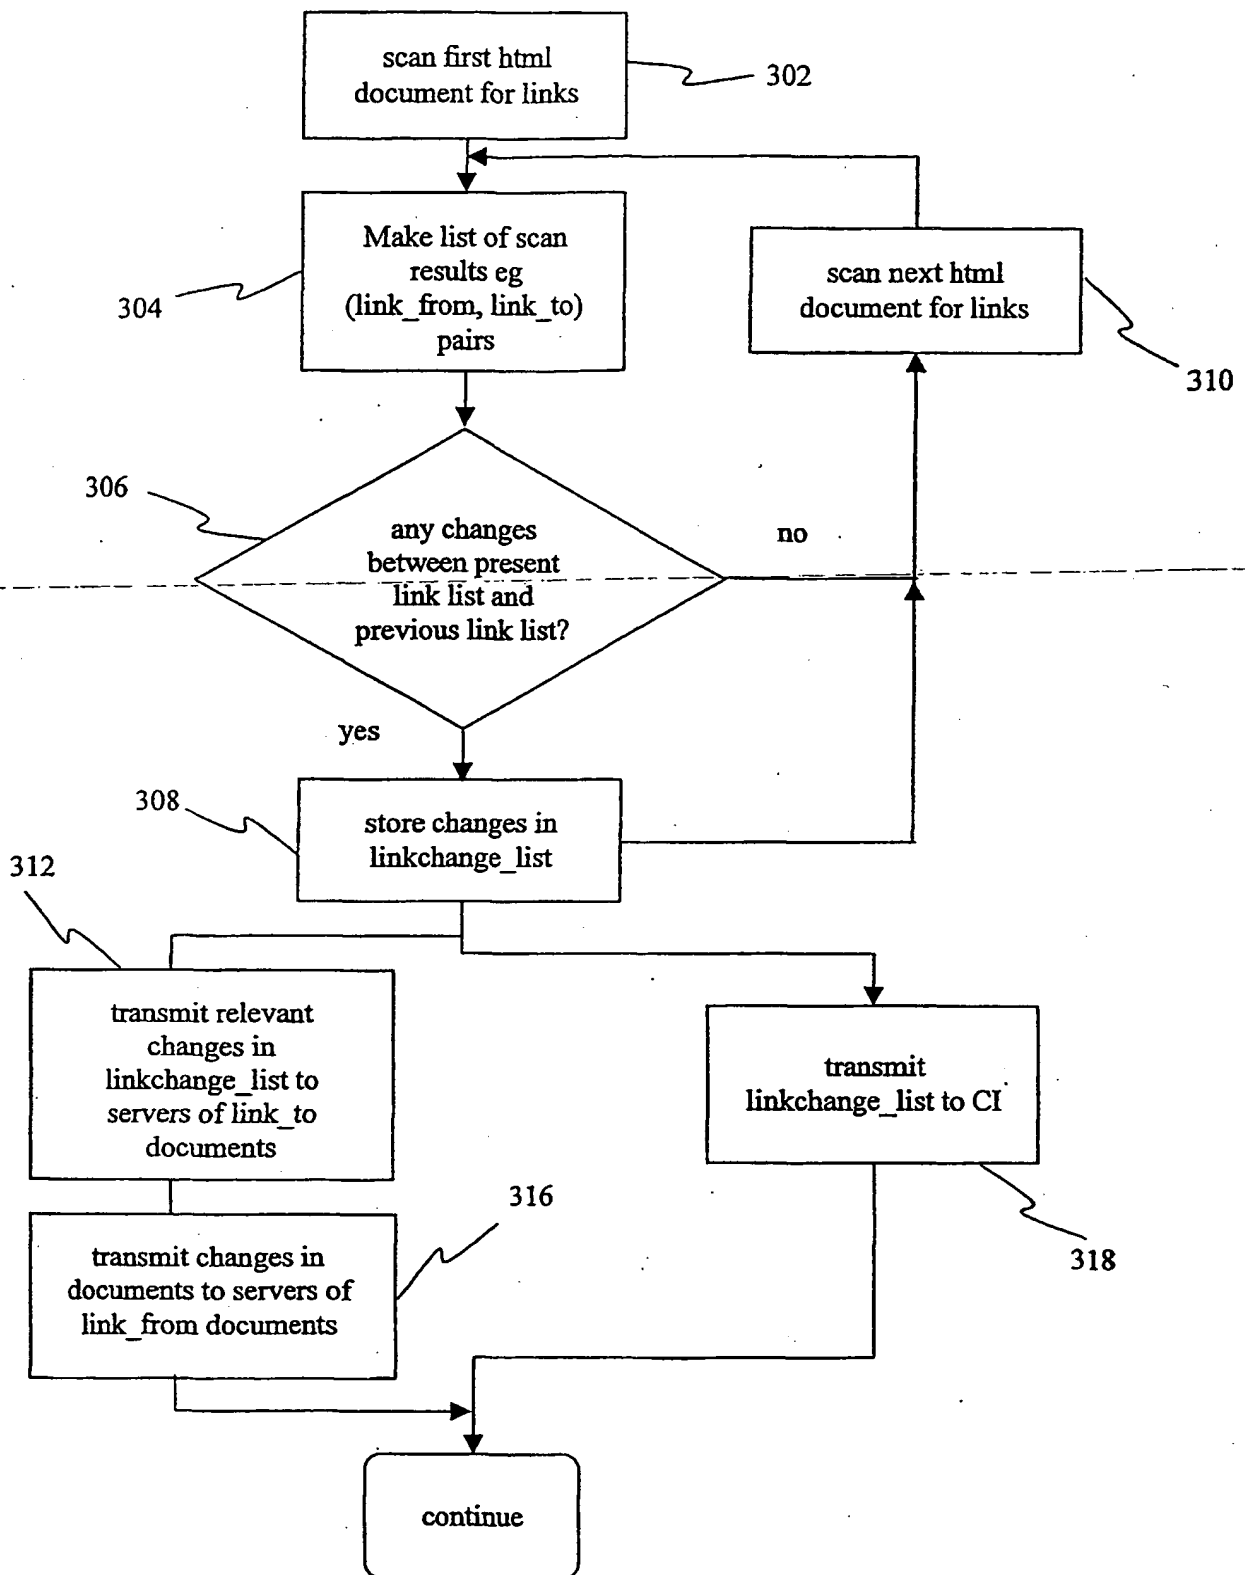 scan first html
document for links
302
Make list of scan
results eg
(link_from, link_to)
pairs
304
scan next html
document for links
310
306
any changes
between present
link list and
previous link list?
no
yes
308
store changes in
linkchange_list
312
transmit relevant
changes in
linkchange_list to
servers of link_to
documents
transmit
linkchange_list to CI
318
316
transmit changes in
documents to servers of
link_from documents
continue